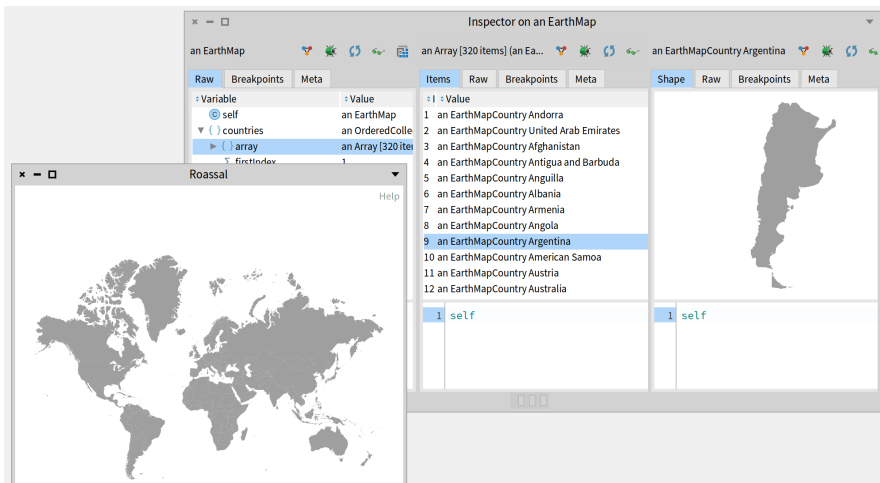 Inspector on an EarthMap
an EarthMap
an Array [320 items] (an Ea...
an EarthMapCountry Argentina
Raw Breakpoints Meta
Items Raw Breakpoints Meta
Shape Raw Breakpoints Meta
Variable Value
self an EarthMap
countries an OrderedColle
array an Array [320 iter
firstIndex 1
I Value
1 an EarthMapCountry Andorra
2 an EarthMapCountry United Arab Emirates
3 an EarthMapCountry Afghanistan
4 an EarthMapCountry Antigua and Barbuda
5 an EarthMapCountry Anguilla
6 an EarthMapCountry Albania
7 an EarthMapCountry Armenia
8 an EarthMapCountry Angola
9 an EarthMapCountry Argentina
10 an EarthMapCountry American Samoa
11 an EarthMapCountry Austria
12 an EarthMapCountry Australia
1 self
1 self
Roassal
Help